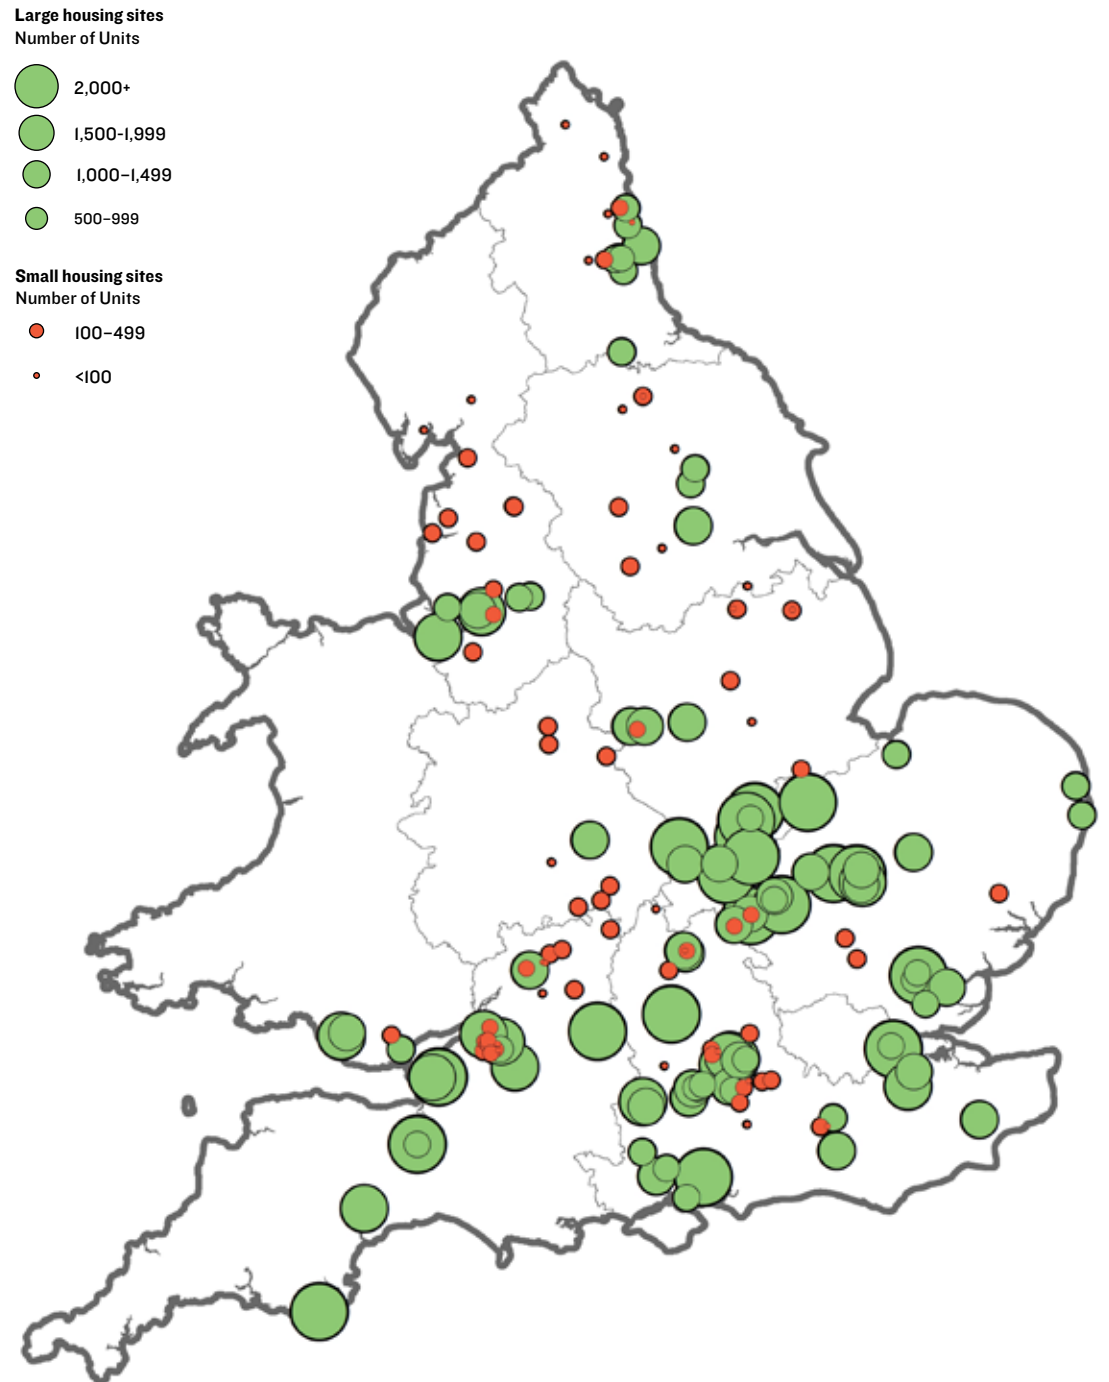 Large housing sites
Number of Units
2,000+
1,500-1,999
1,000–1,499
500–999
Small housing sites
Number of Units
100–499
<100